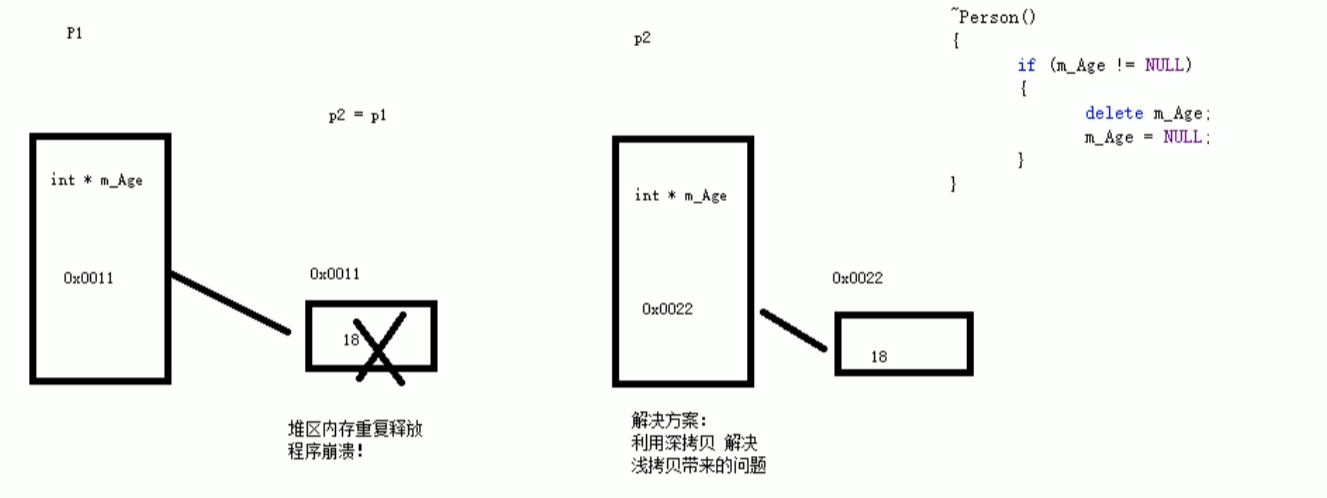 P1
p2 = p1
int * m_Age
0x0011
0x0011
18
堆区内存重复释放
程序崩溃!
p2
int * m_Age
0x0022
0x0022
18
解决方案:
利用深拷贝 解决
浅拷贝带来的问题
~Person()
{
if (m_Age != NULL)
{
delete m_Age;
m_Age = NULL;
}
}